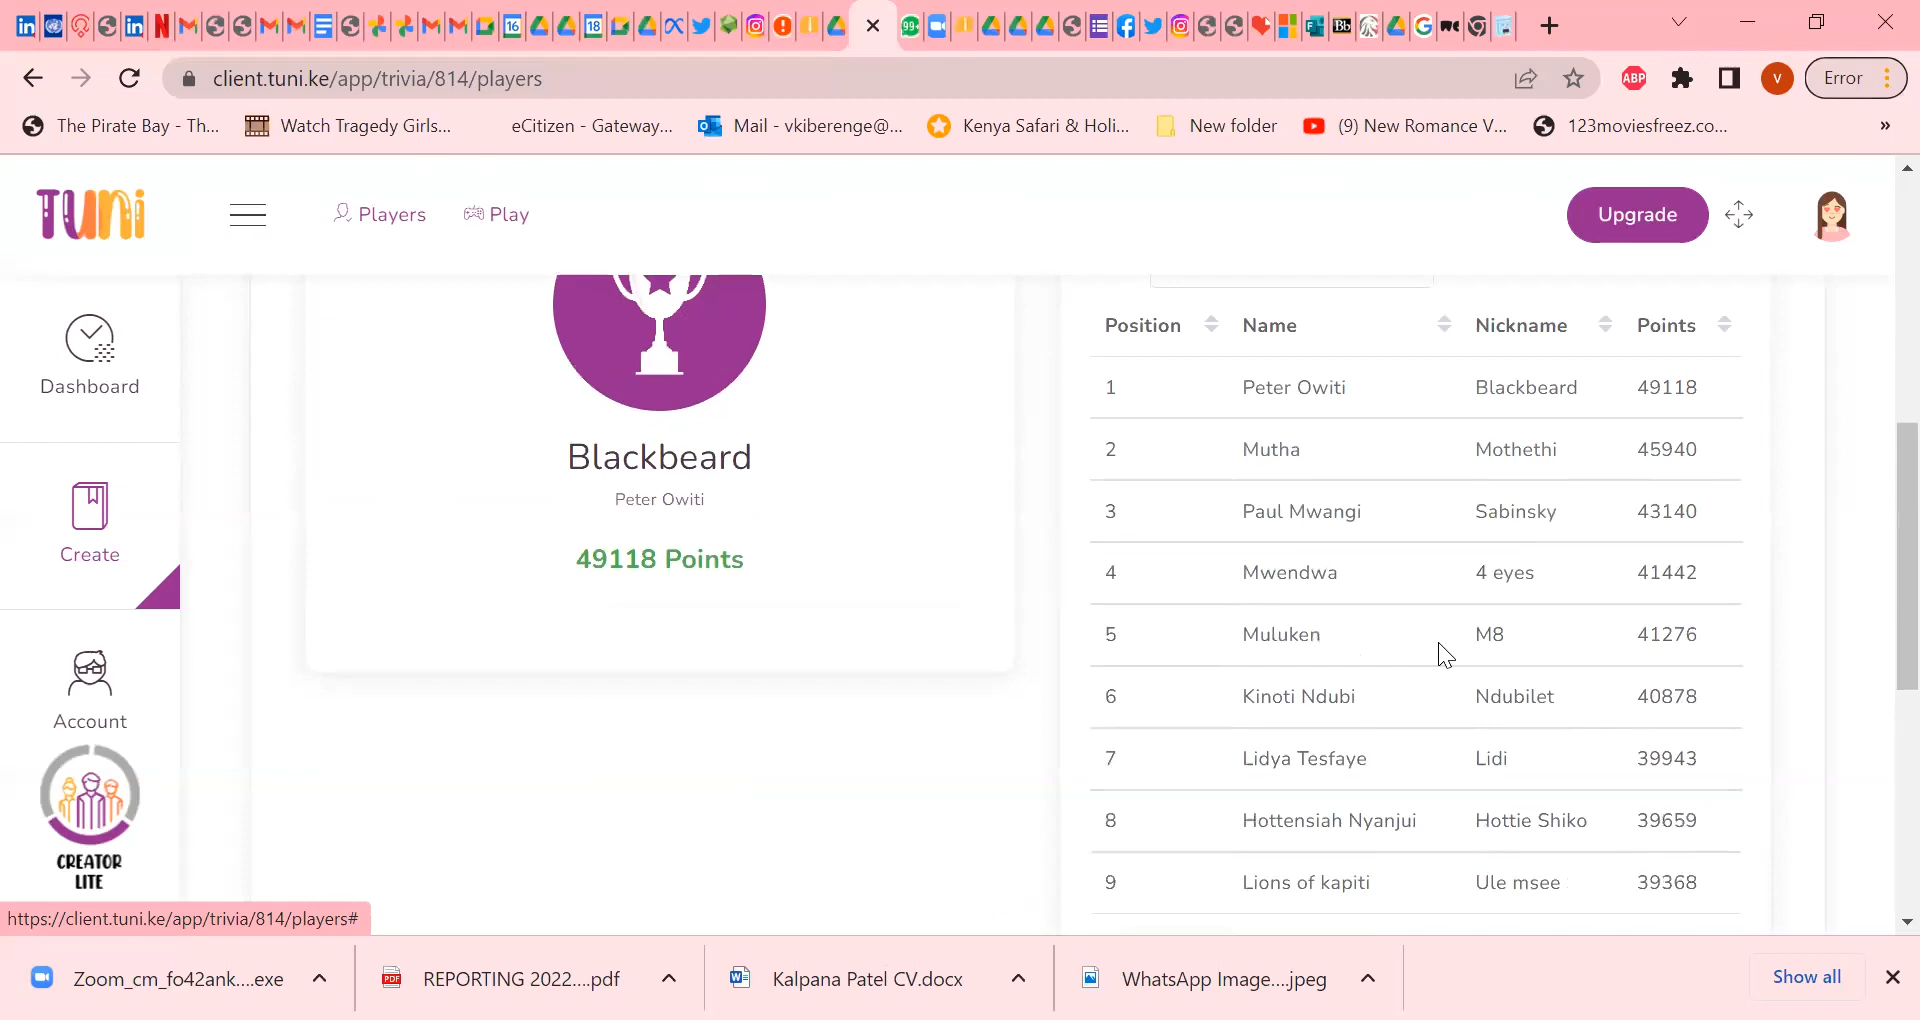 99+
Bb
client.tuni.ke/app/trivia/814/players
ABP
V
Error
The Pirate Bay - Th...
Watch Tragedy Girls...
eCitizen - Gateway...
Mail - vkiberenge@...
Kenya Safari & Holi...
New folder
(9) New Romance V...
123moviesfreez.co...
»
TUNi
Players
Play
Upgrade
Dashboard
Create
Account
CREATOR
LITE
Blackbeard
Peter Owiti
49118 Points
Position Name Nickname Points
1 Peter Owiti Blackbeard 49118
2 Mutha Mothethi 45940
3 Paul Mwangi Sabinsky 43140
4 Mwendwa 4 eyes 41442
5 Muluken M8 41276
6 Kinoti Ndubi Ndubilet 40878
7 Lidya Tesfaye Lidi 39943
8 Hottensiah Nyanjui Hottie Shiko 39659
9 Lions of kapiti Ule msee 39368
https://client.tuni.ke/app/trivia/814/players#
Zoom_cm_fo42ank....exe
PDF
REPORTING 2022....pdf
Kalpana Patel CV.docx
WhatsApp Image....jpeg
Show all